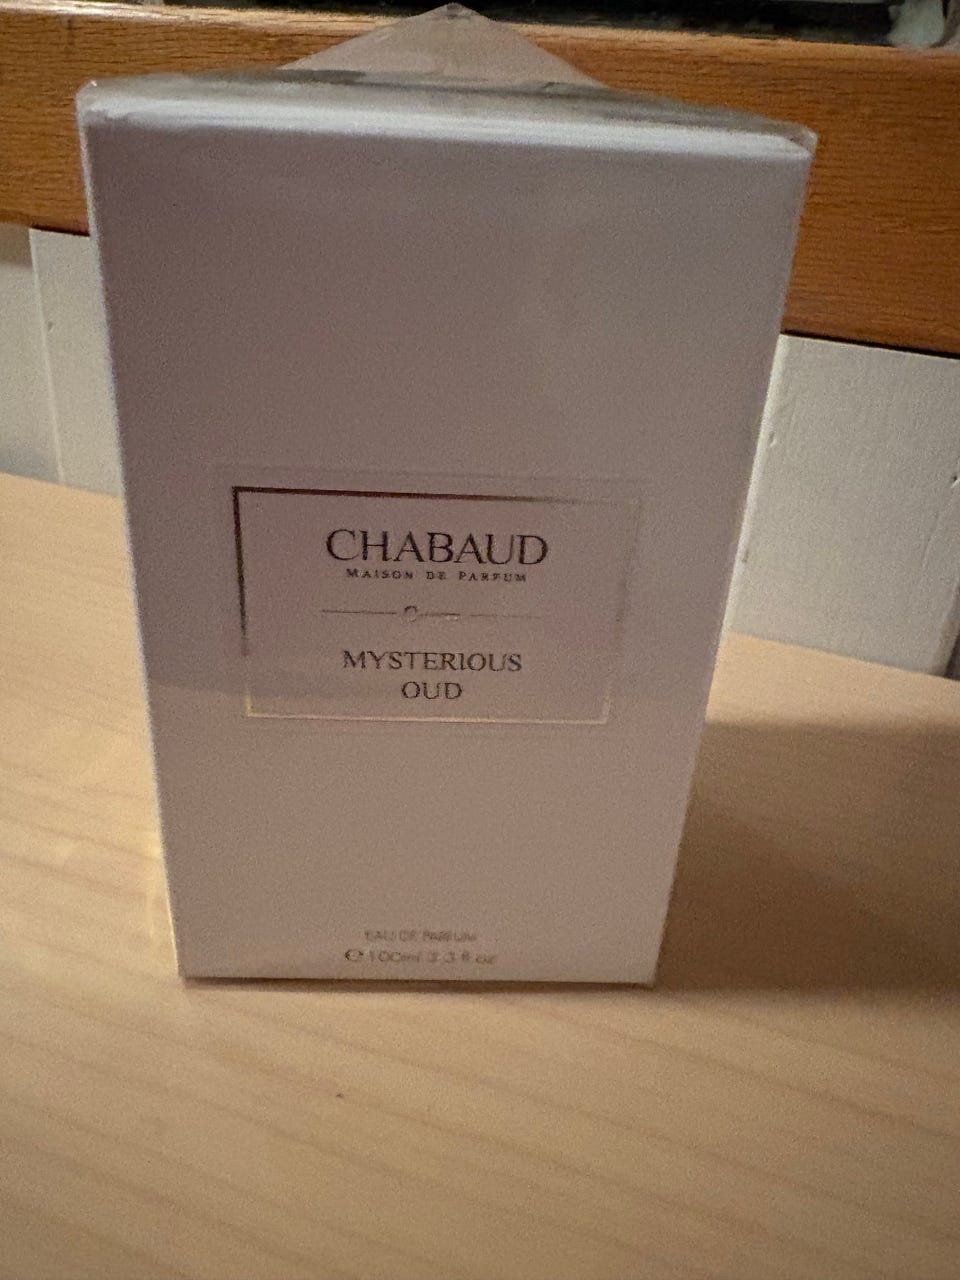 CHABAUD
MAISON DE PARFUM
MYSTERIOUS
OUD
EAU DE PARFUM
℮100ml 3.3 fl oz